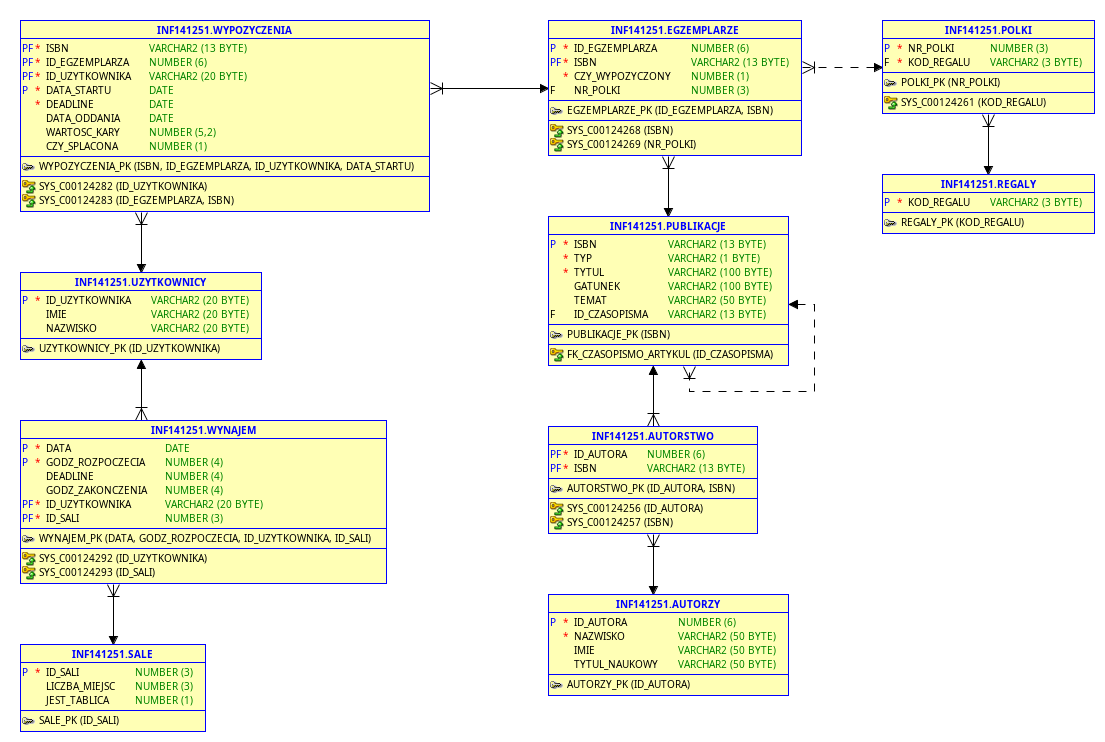 INF141251.WYPOZYCZENIA
PF * ISBN VARCHAR2 (13 BYTE)
PF * ID_EGZEMPLARZA NUMBER (6)
PF * ID_UZYTKOWNIKA VARCHAR2 (20 BYTE)
P * DATA_STARTU DATE
* DEADLINE DATE
DATA_ODDANIA DATE
WARTOSC_KARY NUMBER (5,2)
CZY_SPLACONA NUMBER (1)
WYPOZYCZENIA_PK (ISBN, ID_EGZEMPLARZA, ID_UZYTKOWNIKA, DATA_STARTU)
SYS_C00124282 (ID_UZYTKOWNIKA)
SYS_C00124283 (ID_EGZEMPLARZA, ISBN)
INF141251.EGZEMPLARZE
P * ID_EGZEMPLARZA NUMBER (6)
PF * ISBN VARCHAR2 (13 BYTE)
* CZY_WYPOZYCZONY NUMBER (1)
F NR_POLKI NUMBER (3)
EGZEMPLARZE_PK (ID_EGZEMPLARZA, ISBN)
SYS_C00124268 (ISBN)
SYS_C00124269 (NR_POLKI)
INF141251.POLKI
P * NR_POLKI NUMBER (3)
F * KOD_REGALU VARCHAR2 (3 BYTE)
POLKI_PK (NR_POLKI)
SYS_C00124261 (KOD_REGALU)
INF141251.REGALY
P * KOD_REGALU VARCHAR2 (3 BYTE)
REGALY_PK (KOD_REGALU)
INF141251.UZYTKOWNICY
P * ID_UZYTKOWNIKA VARCHAR2 (20 BYTE)
IMIE VARCHAR2 (20 BYTE)
NAZWISKO VARCHAR2 (20 BYTE)
UZYTKOWNICY_PK (ID_UZYTKOWNIKA)
INF141251.PUBLIKACJE
P * ISBN VARCHAR2 (13 BYTE)
* TYP VARCHAR2 (1 BYTE)
* TYTUL VARCHAR2 (100 BYTE)
GATUNEK VARCHAR2 (100 BYTE)
TEMAT VARCHAR2 (50 BYTE)
F ID_CZASOPISMA VARCHAR2 (13 BYTE)
PUBLIKACJE_PK (ISBN)
FK_CZASOPISMO_ARTYKUL (ID_CZASOPISMA)
INF141251.WYNAJEM
P * DATA DATE
P * GODZ_ROZPOCZECIA NUMBER (4)
DEADLINE NUMBER (4)
GODZ_ZAKONCZENIA NUMBER (4)
PF * ID_UZYTKOWNIKA VARCHAR2 (20 BYTE)
PF * ID_SALI NUMBER (3)
WYNAJEM_PK (DATA, GODZ_ROZPOCZECIA, ID_UZYTKOWNIKA, ID_SALI)
SYS_C00124292 (ID_UZYTKOWNIKA)
SYS_C00124293 (ID_SALI)
INF141251.AUTORSTWO
PF * ID_AUTORA NUMBER (6)
PF * ISBN VARCHAR2 (13 BYTE)
AUTORSTWO_PK (ID_AUTORA, ISBN)
SYS_C00124256 (ID_AUTORA)
SYS_C00124257 (ISBN)
INF141251.AUTORZY
P * ID_AUTORA NUMBER (6)
* NAZWISKO VARCHAR2 (50 BYTE)
IMIE VARCHAR2 (50 BYTE)
TYTUL_NAUKOWY VARCHAR2 (50 BYTE)
AUTORZY_PK (ID_AUTORA)
INF141251.SALE
P * ID_SALI NUMBER (3)
LICZBA_MIEJSC NUMBER (3)
JEST_TABLICA NUMBER (1)
SALE_PK (ID_SALI)